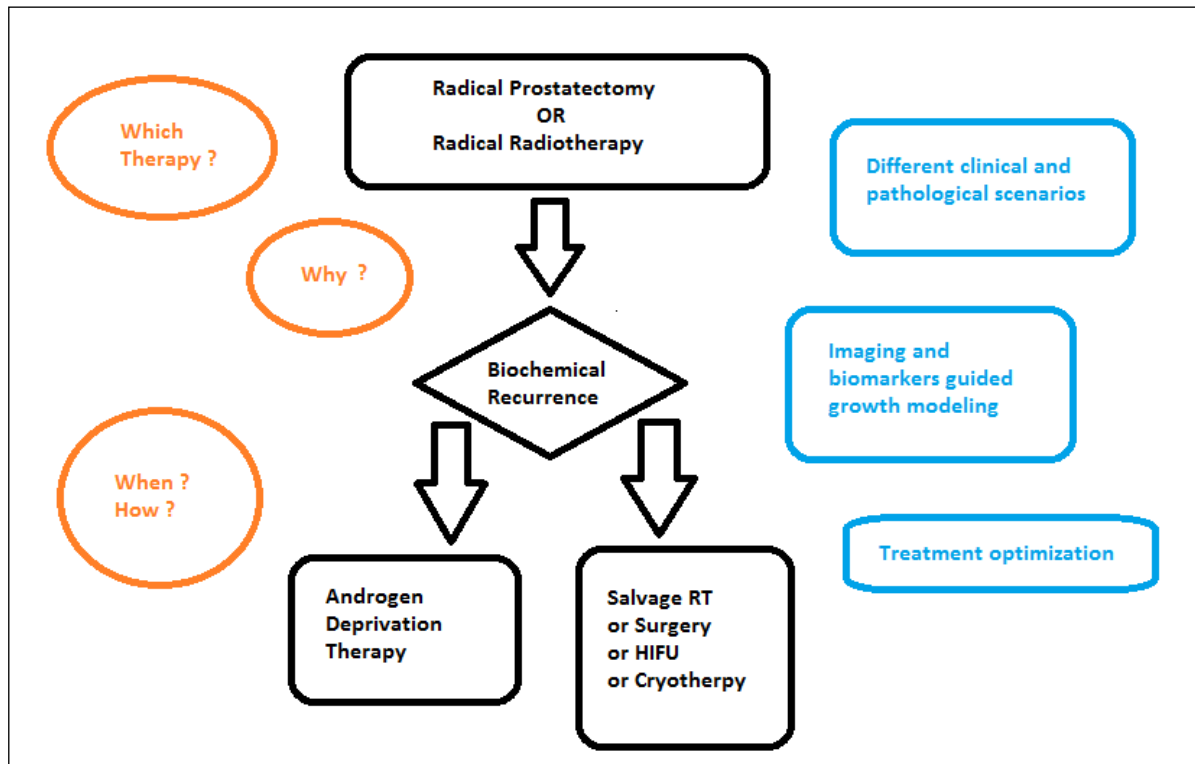 Radical Prostatectomy
OR
Radical Radiotherapy
Which
Therapy ?
Different clinical and
pathological scenarios
Why ?
Biochemical
Recurrence
Imaging and
biomarkers guided
growth modeling
When ?
How ?
Treatment optimization
Androgen
Deprivation
Therapy
Salvage RT
or Surgery
or HIFU
or Cryotherpy